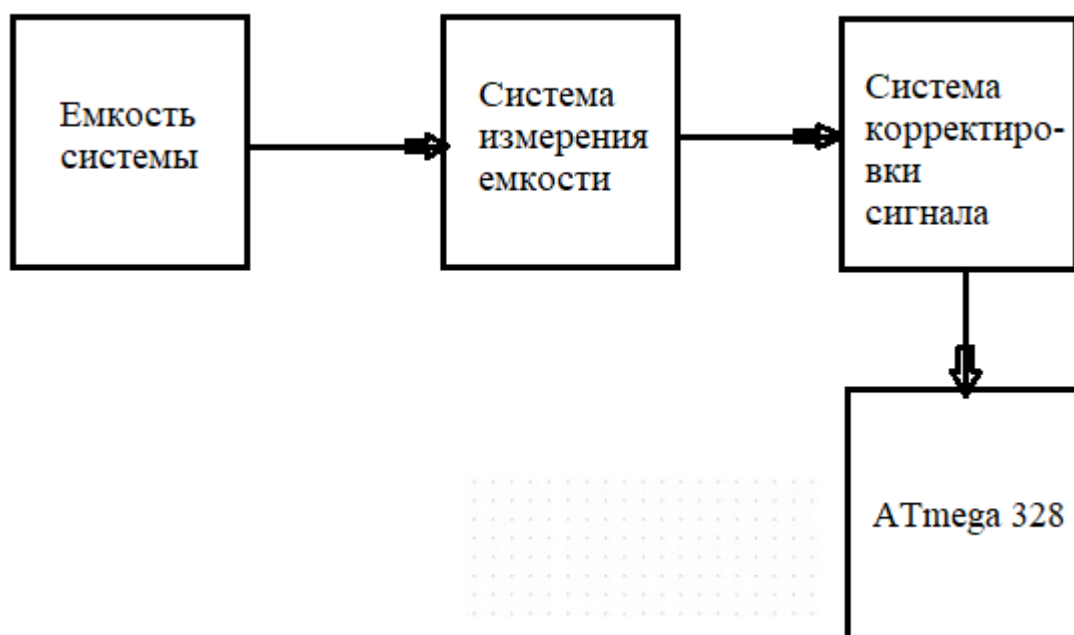 Емкость
системы
Система
измерения
емкости
Система
корректиро-
вки
сигнала
ATmega 328